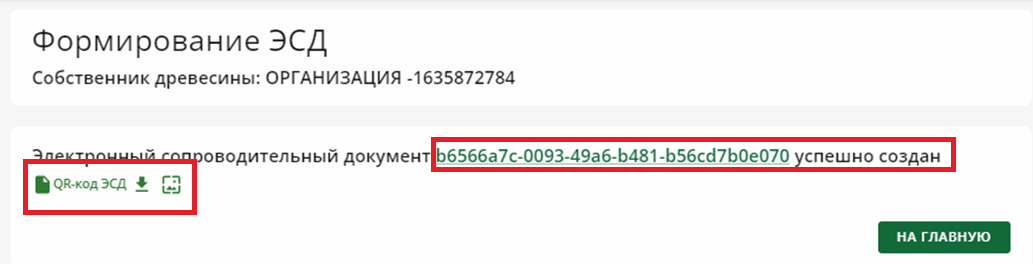 Формирование ЭСД
Собственник древесины: ОРГАНИЗАЦИЯ -1635872784
Электронный сопроводительный документ b6566a7c-0093-49a6-b481-b56cd7b0e070 успешно создан
QR-код ЭСД
НА ГЛАВНУЮ